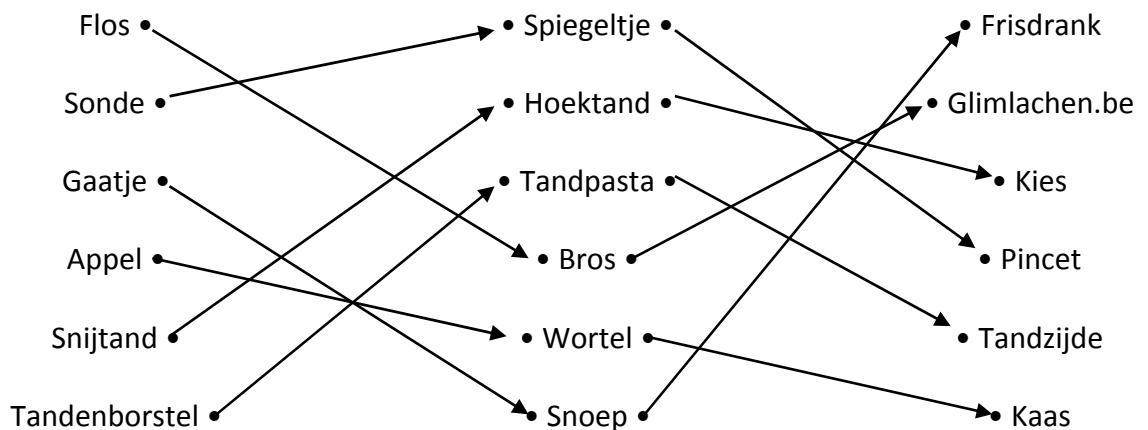 Flos • • Spiegeltje • • Frisdrank
Sonde • • Hoektand • • Glimlachen.be
Gaatje • • Tandpasta • • Kies
Appel • • Bros • • Pincet
Snijtand • • Wortel • • Tandzijde
Tandenborstel • • Snoep • • Kaas